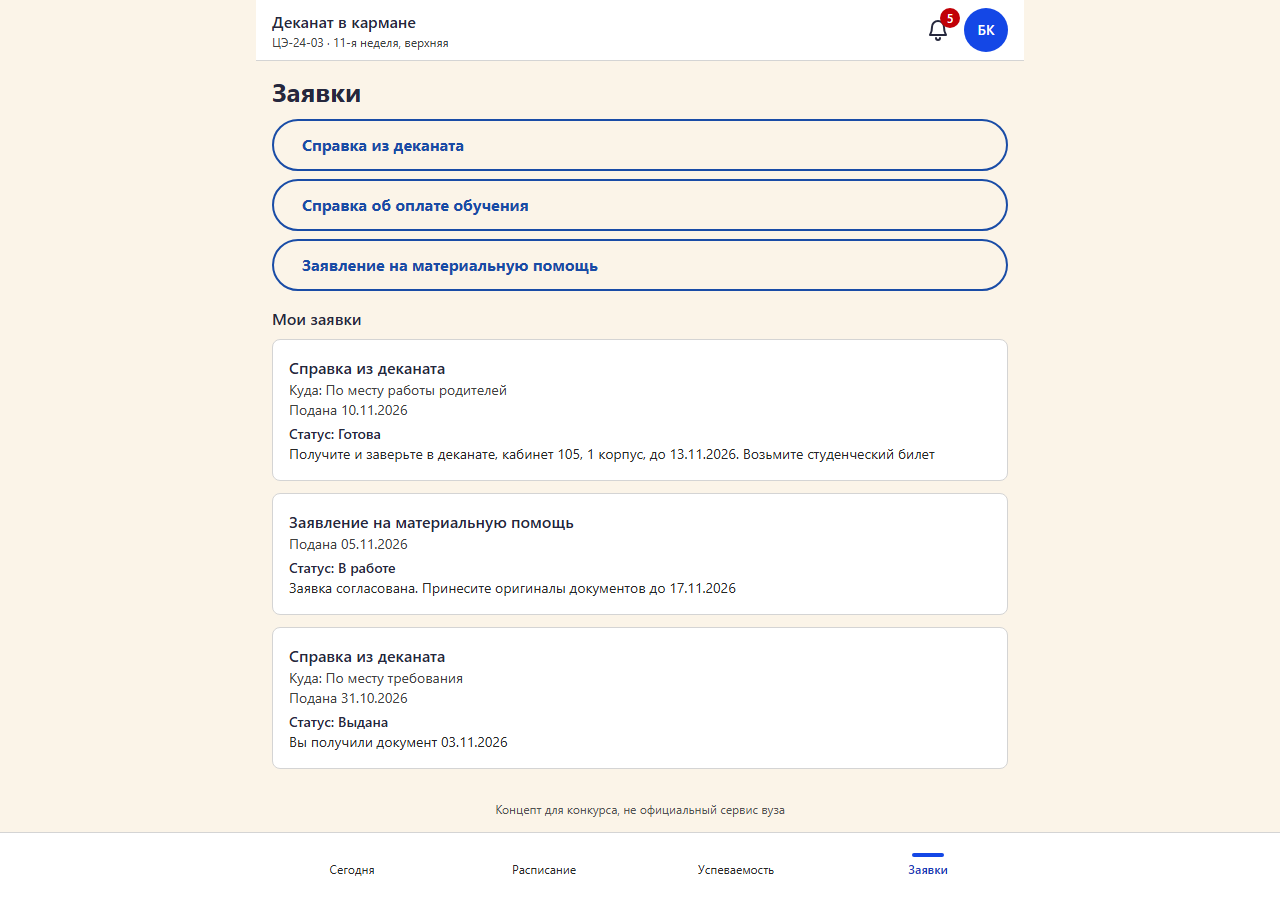 Деканат в кармане
ЦЭ-24-03 · 11-я неделя, верхняя
5
БК
Заявки
Справка из деканата
Справка об оплате обучения
Заявление на материальную помощь
Мои заявки
Справка из деканата
Куда: По месту работы родителей
Подана 10.11.2026
Статус: Готова
Получите и заверьте в деканате, кабинет 105, 1 корпус, до 13.11.2026. Возьмите студенческий билет
Заявление на материальную помощь
Подана 05.11.2026
Статус: В работе
Заявка согласована. Принесите оригиналы документов до 17.11.2026
Справка из деканата
Куда: По месту требования
Подана 31.10.2026
Статус: Выдана
Вы получили документ 03.11.2026
Концепт для конкурса, не официальный сервис вуза
Сегодня
Расписание
Успеваемость
Заявки